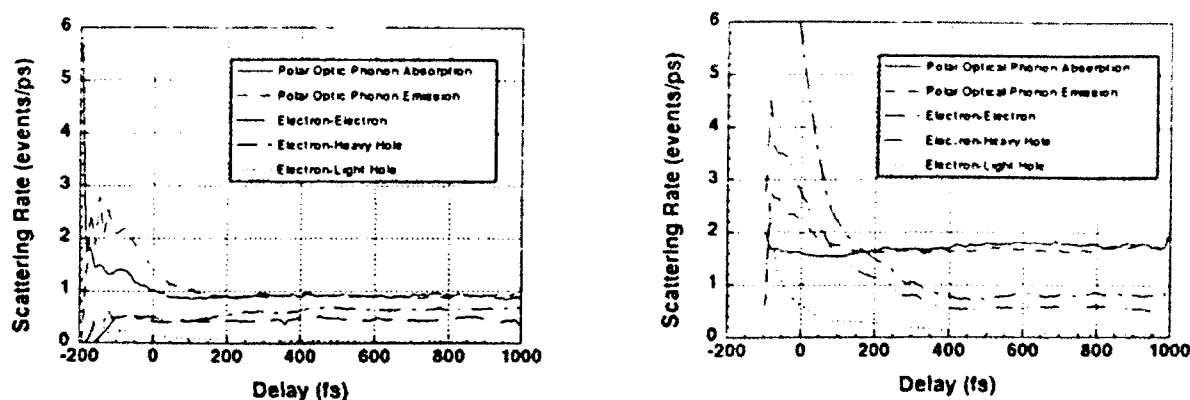 6
5
4
3
2
1
0
-200
0
200
400
600
800
1000
Scattering Rate (events/ps)
Delay (fs)
Polar Optic Phonon Absorption
Polar Optic Phonon Emission
Electron-Electron
Electron-Heavy Hole
Electron-Light Hole
6
5
4
3
2
1
0
-200
0
200
400
600
800
1000
Scattering Rate (events/ps)
Delay (fs)
Polar Optical Phonon Absorption
Polar Optical Phonon Emission
Electron-Electron
Electron-Heavy Hole
Electron-Light Hole